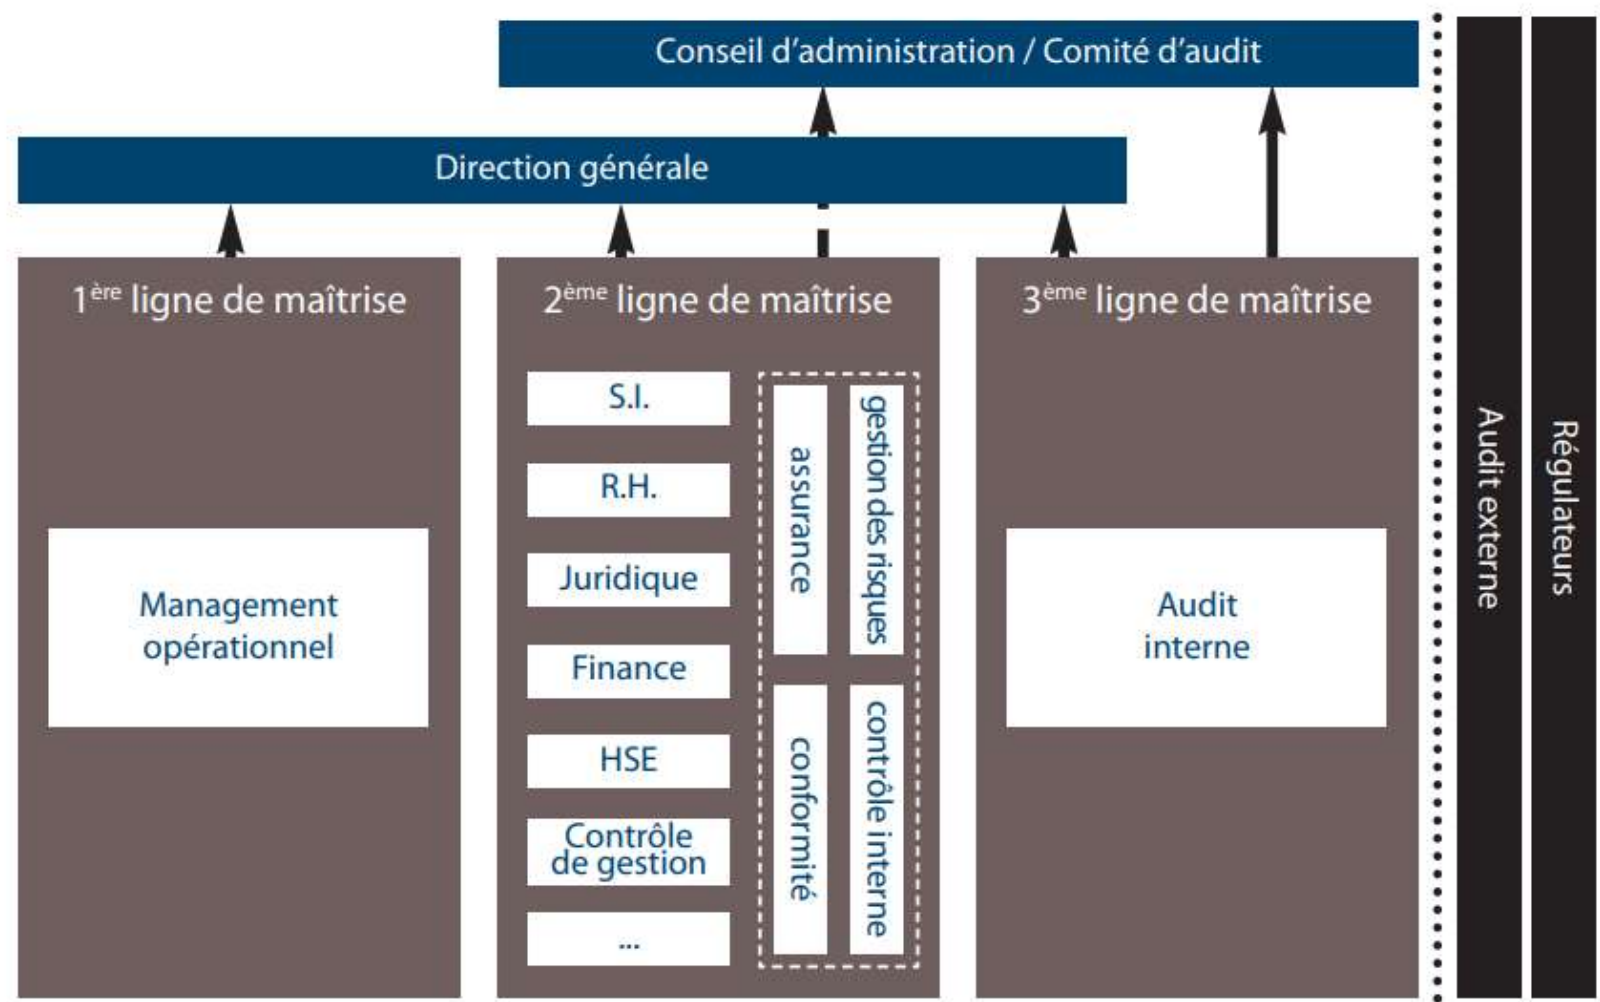 Conseil d’administration / Comité d’audit
Direction générale
1ère ligne de maîtrise
Management
opérationnel
2ème ligne de maîtrise
S.I.
R.H.
Juridique
Finance
HSE
Contrôle
de gestion
...
assurance
gestion des risques
conformité
contrôle interne
3ème ligne de maîtrise
Audit
interne
Audit externe
Régulateurs